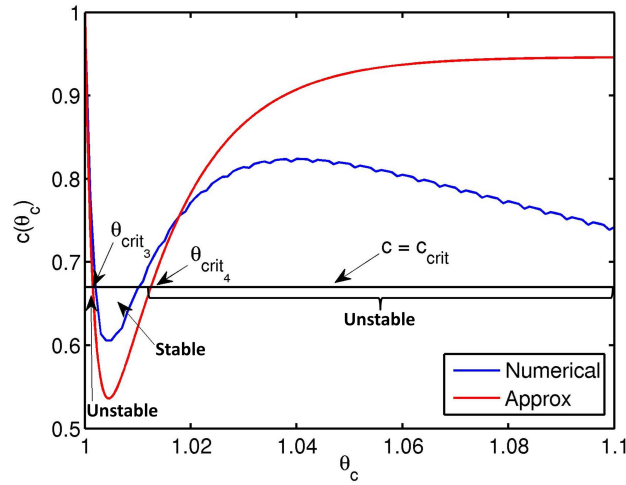 1
0.9
0.8
0.7
0.6
0.5
c(θc)
θcrit3
θcrit4
c = ccrit
Unstable
Stable
Unstable
Numerical
Approx
1 1.02 1.04 1.06 1.08 1.1
θc